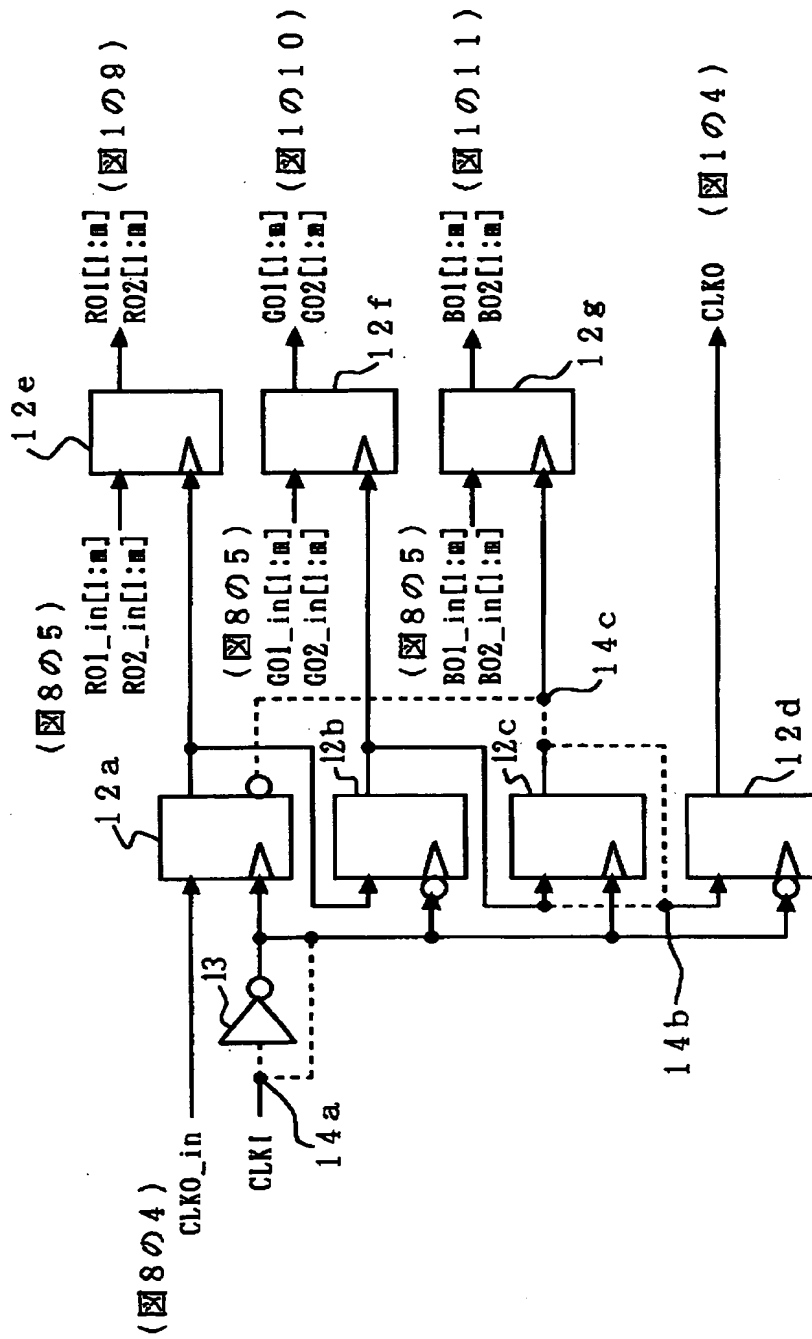 (図8の4)
CLKO_in
CLKI
14a
13
(図8の5)
RO1_in[1:m]
RO2_in[1:m]
12a
12e
RO1[1:m]
RO2[1:m]
(図1の9)
(図8の5)
GO1_in[1:m]
GO2_in[1:m]
12b
12f
GO1[1:m]
GO2[1:m]
(図1の10)
(図8の5)
BO1_in[1:m]
BO2_in[1:m]
12c
14c
12g
BO1[1:m]
BO2[1:m]
(図1の11)
14b
12d
CLKO
(図1の4)